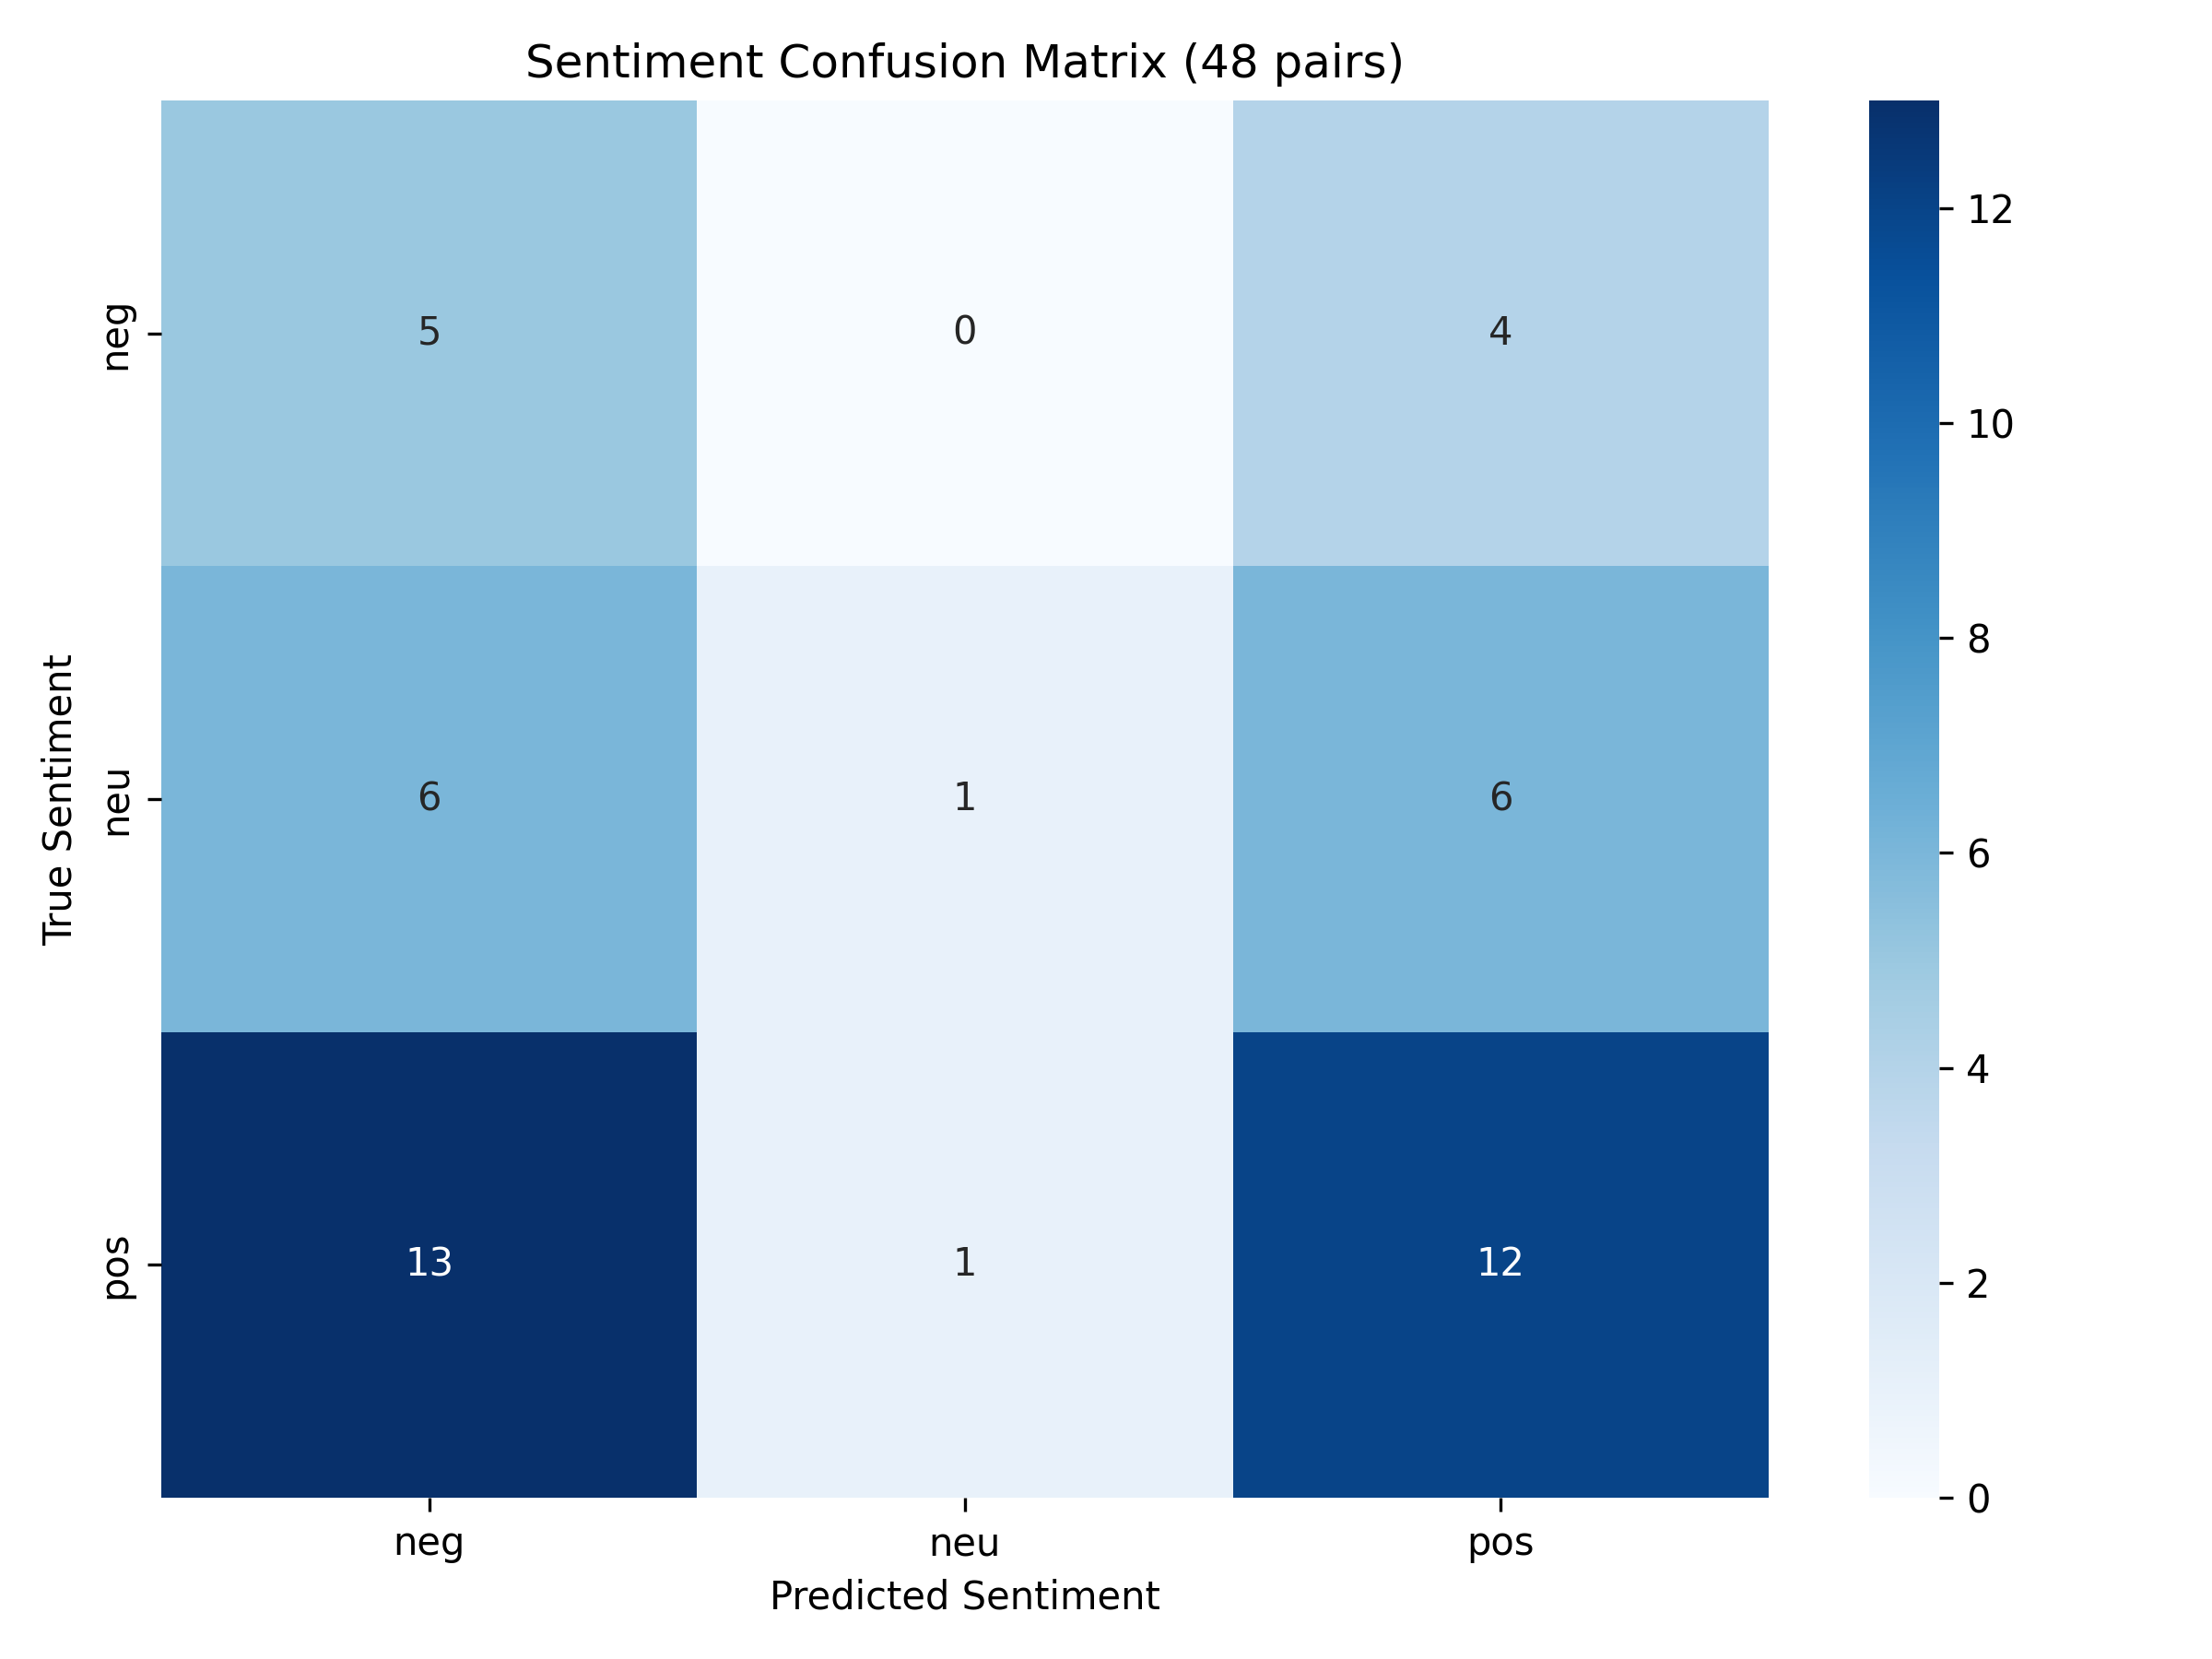 Sentiment Confusion Matrix (48 pairs)
True Sentiment
neg
5 0 4
neu
6 1 6
pos
13 1 12
neg neu pos
Predicted Sentiment
12
10
8
6
4
2
0